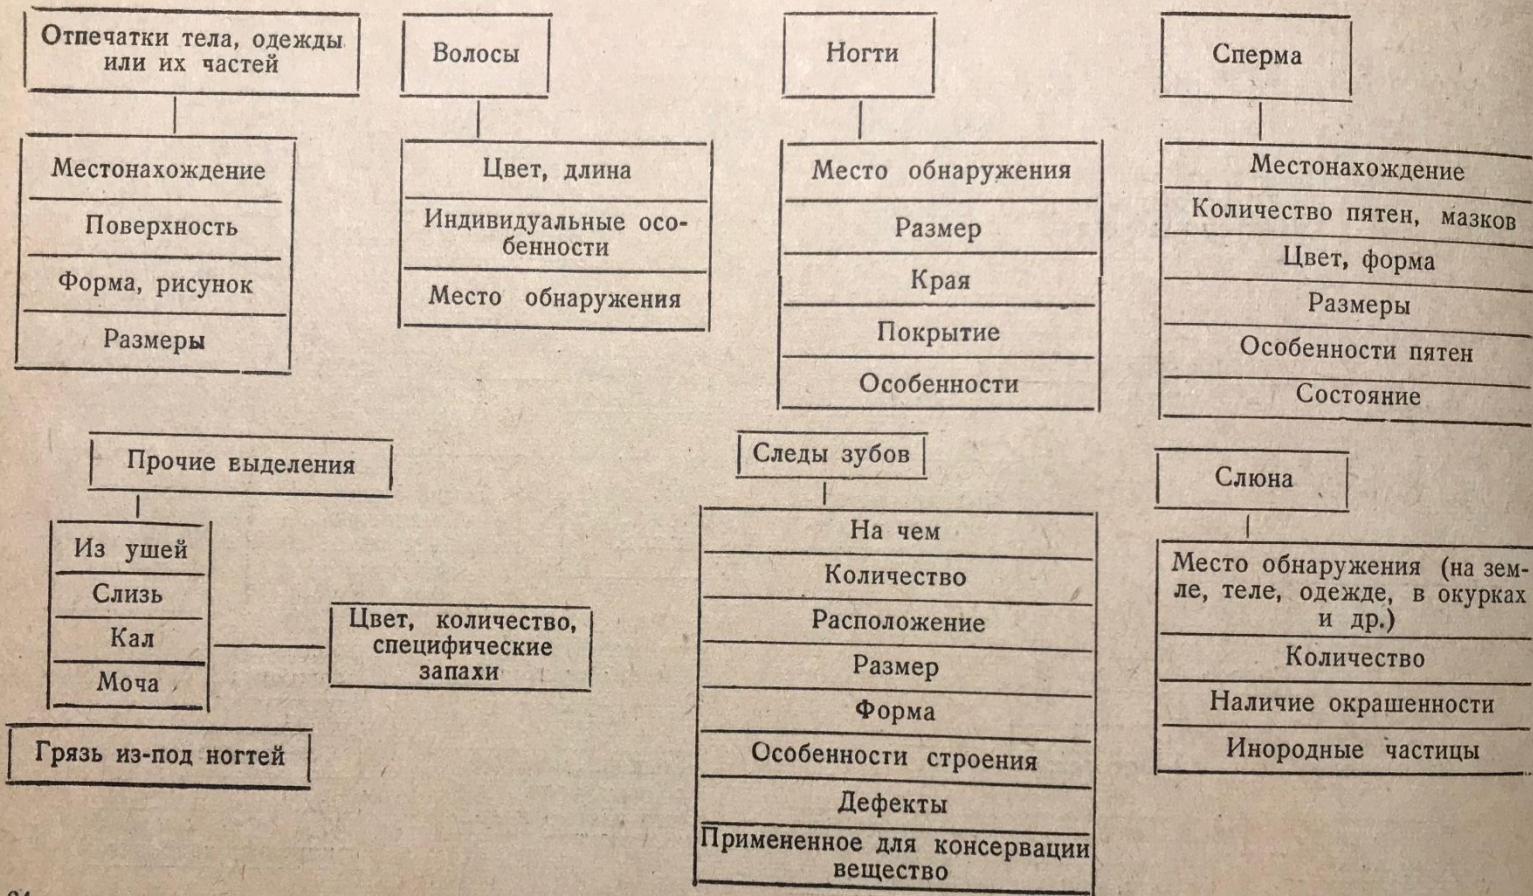 Отпечатки тела, одежды
или их частей
Местонахождение
Поверхность
Форма, рисунок
Размеры
Волосы
Цвет, длина
Индивидуальные осо-
бенности
Место обнаружения
Ногти
Место обнаружения
Размер
Края
Покрытие
Особенности
Сперма
Местонахождение
Количество пятен, мазков
Цвет, форма
Размеры
Особенности пятен
Состояние
Прочие выделения
Из ушей
Слизь
Кал
Моча
Цвет, количество,
специфические
запахи
Грязь из-под ногтей
Следы зубов
На чем
Количество
Расположение
Размер
Форма
Особенности строения
Дефекты
Примененное для консервации
вещество
Слюна
Место обнаружения (на зем-
ле, теле, одежде, в окурках
и др.)
Количество
Наличие окрашенности
Инородные частицы